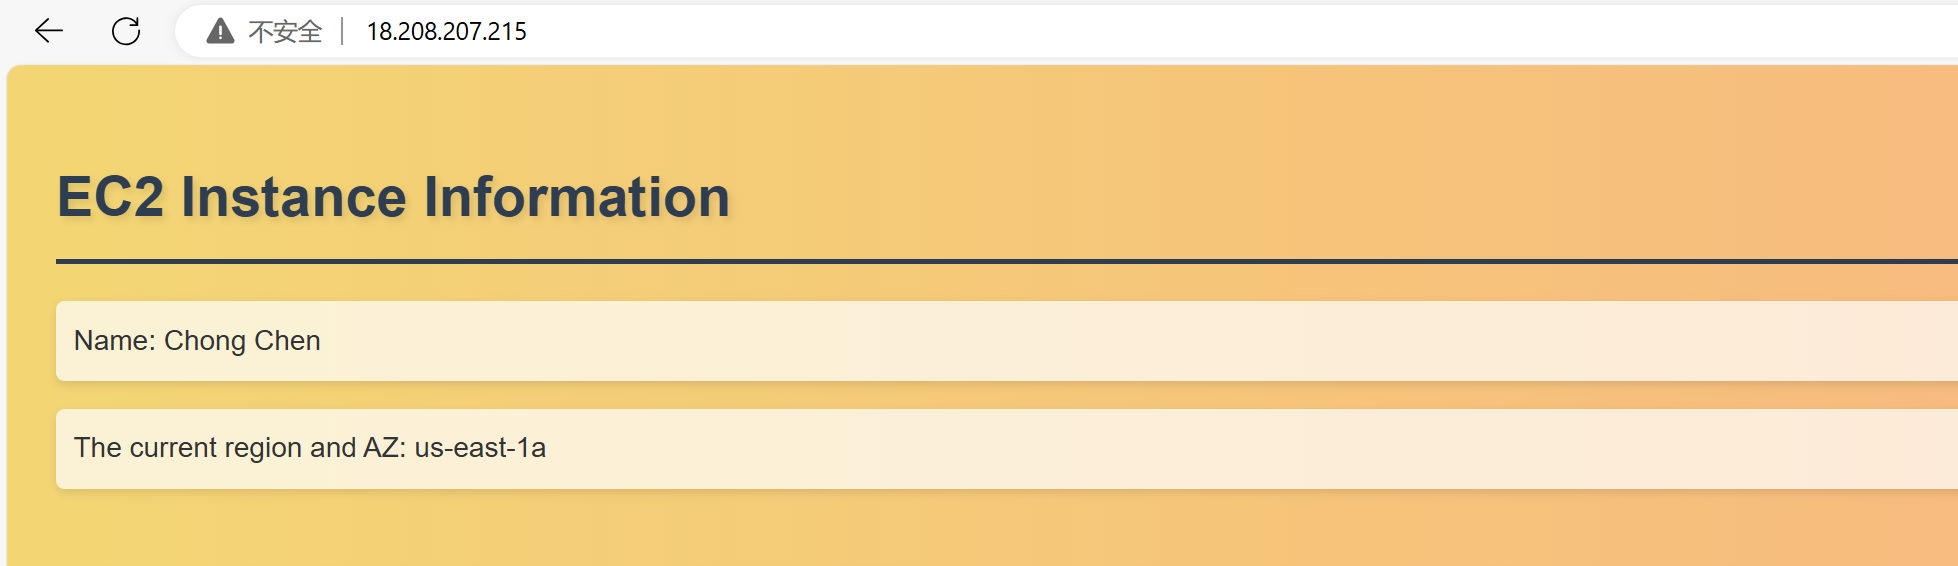 不安全 18.208.207.215
EC2 Instance Information
Name: Chong Chen
The current region and AZ: us-east-1a